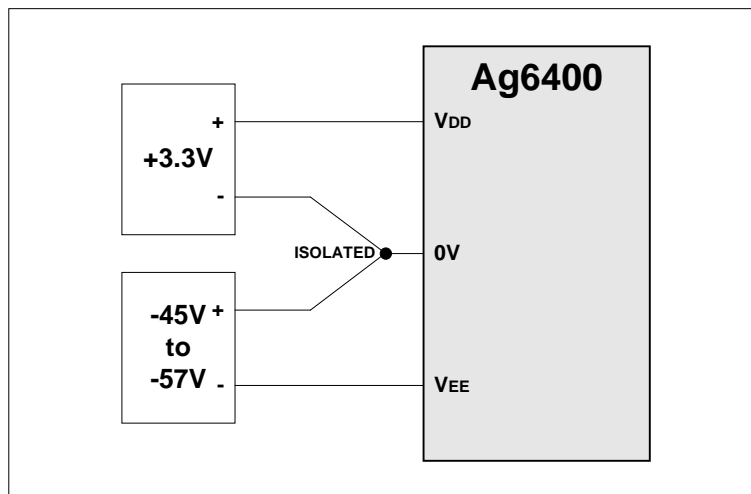 Ag6400
+
VDD
+3.3V
-
ISOLATED
0V
-45V
to
-57V
+
-
VEE